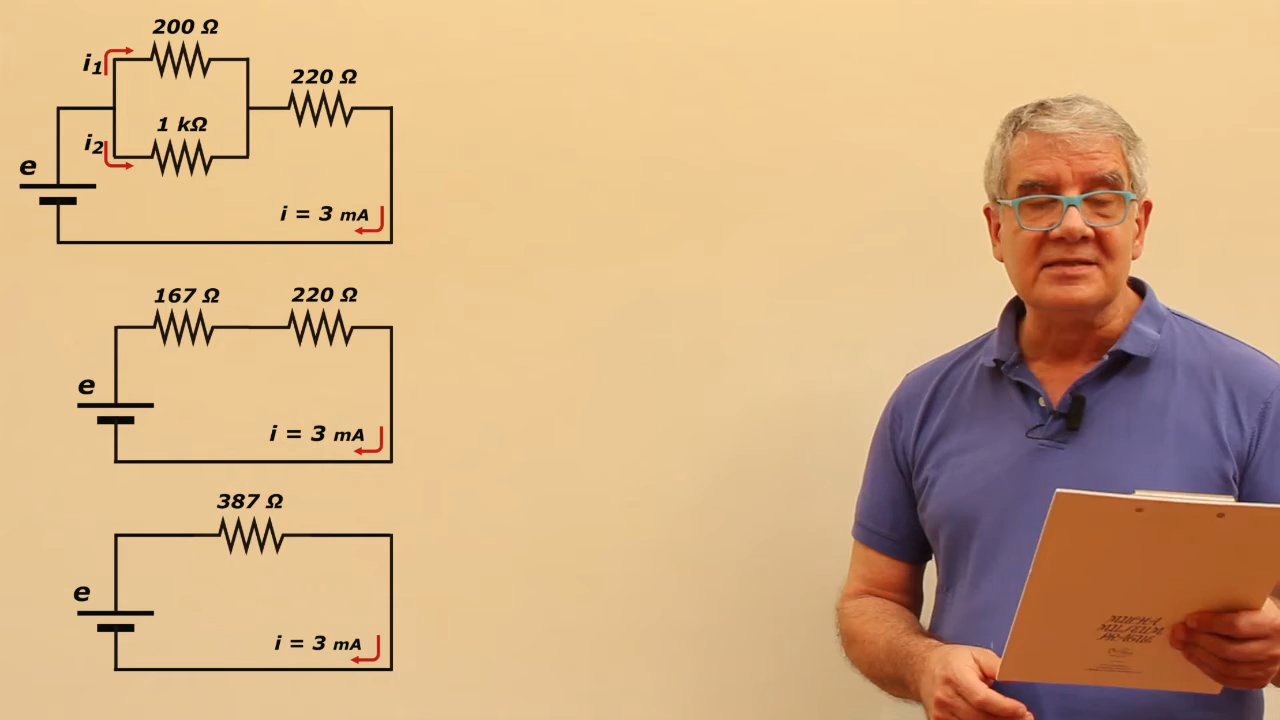 200 Ω
i1
220 Ω
1 kΩ
i2
e
i = 3 mA
167 Ω
220 Ω
e
i = 3 mA
387 Ω
e
i = 3 mA